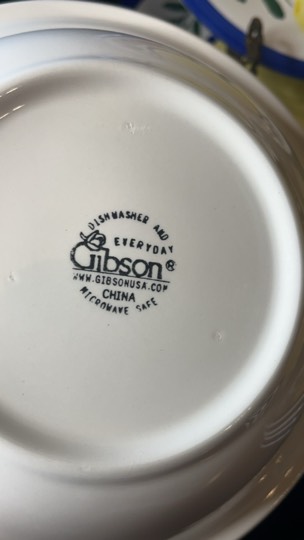 DISHWASHER AND
EVERYDAY
Gibson®
WWW.GIBSONUSA.COM
CHINA
MICROWAVE SAFE